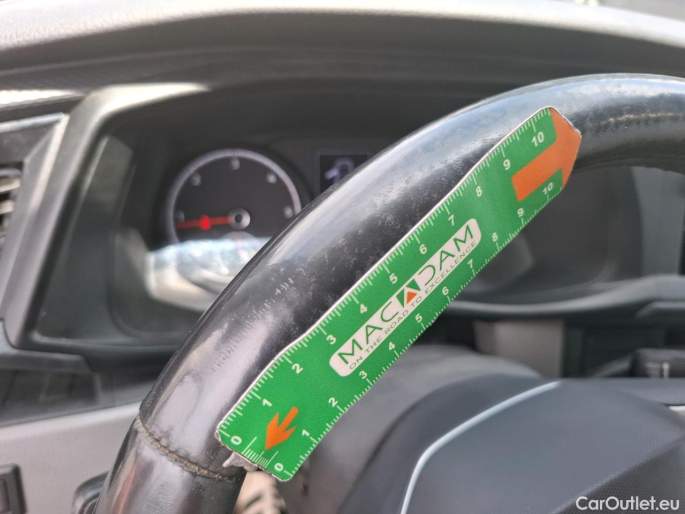 0 1 2 3 4 5 6 7 8 9 10
MACADAM
ON THE ROAD TO EXCELLENCE
0 1 2 3 4 5 6 7 8 9 10
CarOutlet.eu